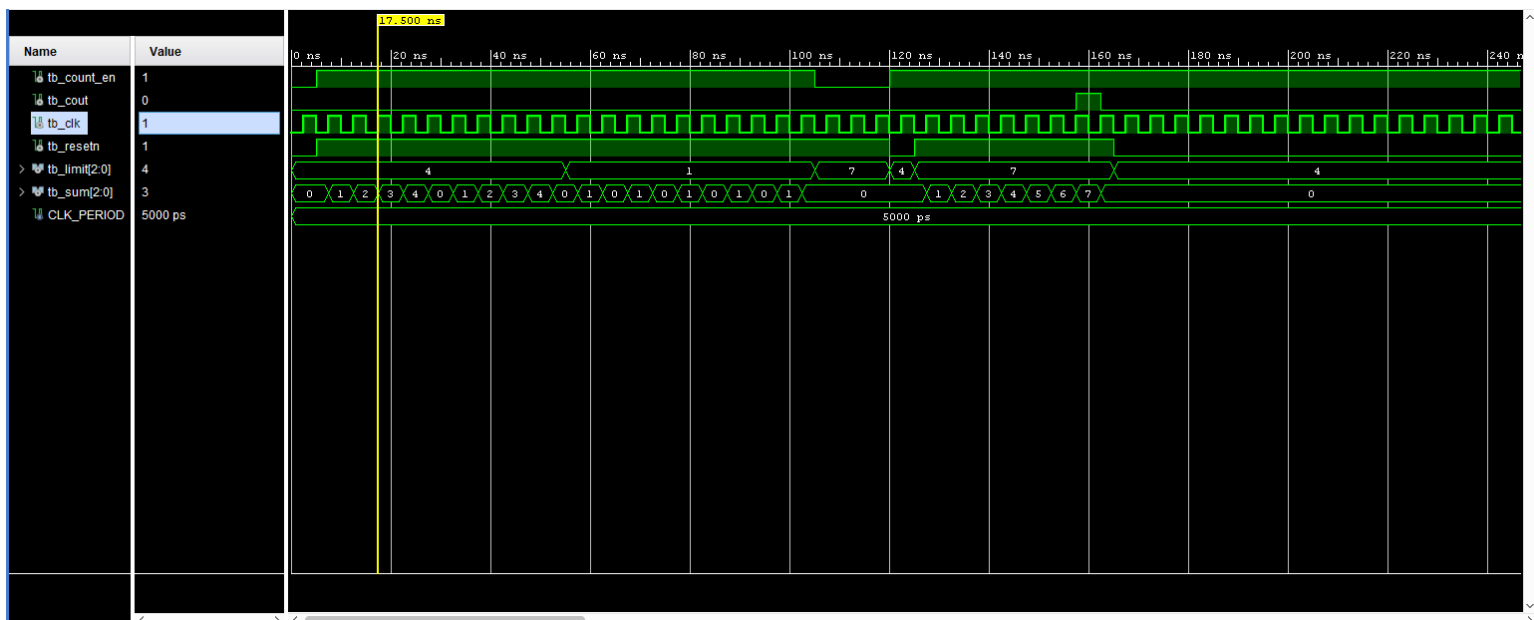 17.500 ns
Name Value
0 ns 20 ns 40 ns 60 ns 80 ns 100 ns 120 ns 140 ns 160 ns 180 ns 200 ns 220 ns 240 n
tb_count_en 1
tb_cout 0
tb_clk 1
tb_resetn 1
tb_limit[2:0] 4 4 1 7 4 7 4
tb_sum[2:0] 3 0 1 2 3 4 0 1 2 3 4 0 1 0 1 0 1 0 1 0 1 0 1 2 3 4 5 6 7 0
CLK_PERIOD 5000 ps 5000 ps